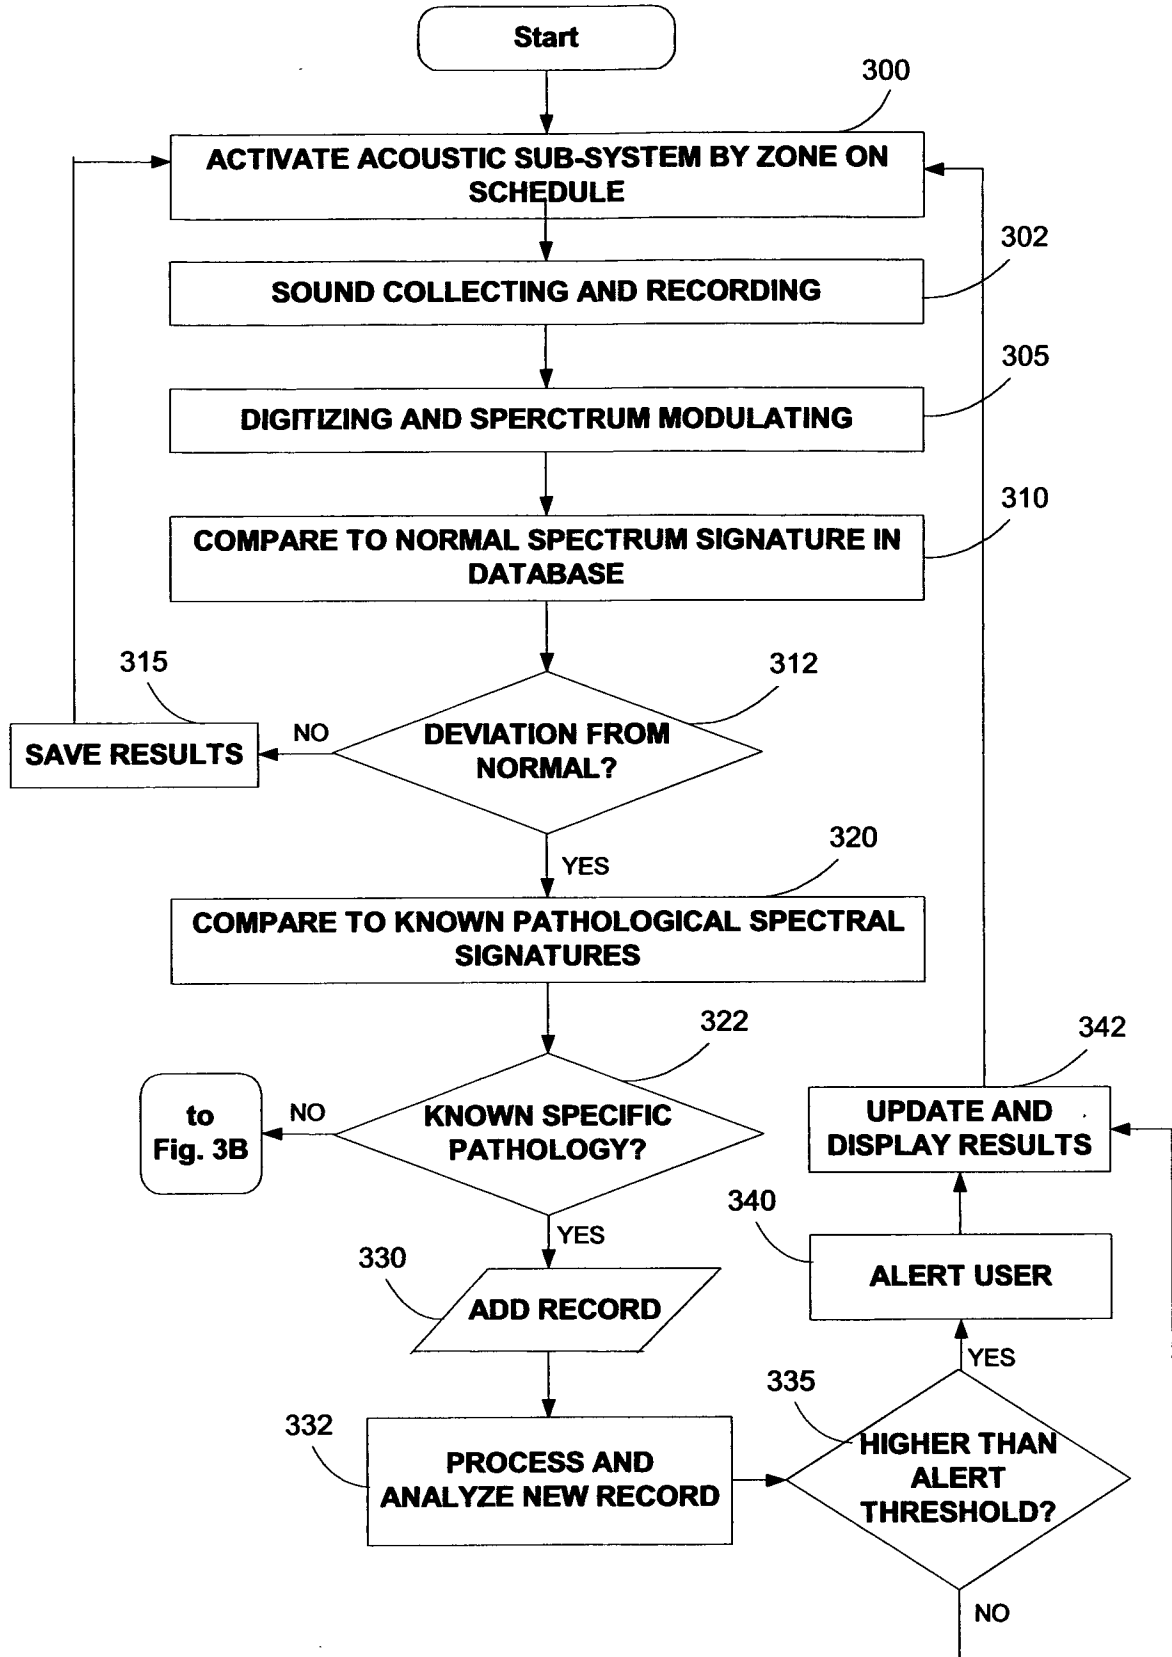 Start
300
ACTIVATE ACOUSTIC SUB-SYSTEM BY ZONE ON
SCHEDULE
302
SOUND COLLECTING AND RECORDING
305
DIGITIZING AND SPERCTRUM MODULATING
310
COMPARE TO NORMAL SPECTRUM SIGNATURE IN
DATABASE
315
312
SAVE RESULTS
NO
DEVIATION FROM
NORMAL?
YES
320
COMPARE TO KNOWN PATHOLOGICAL SPECTRAL
SIGNATURES
322
to
Fig. 3B
NO
KNOWN SPECIFIC
PATHOLOGY?
YES
342
UPDATE AND
DISPLAY RESULTS
340
ALERT USER
330
ADD RECORD
332
PROCESS AND
ANALYZE NEW RECORD
335
YES
HIGHER THAN
ALERT
THRESHOLD?
NO